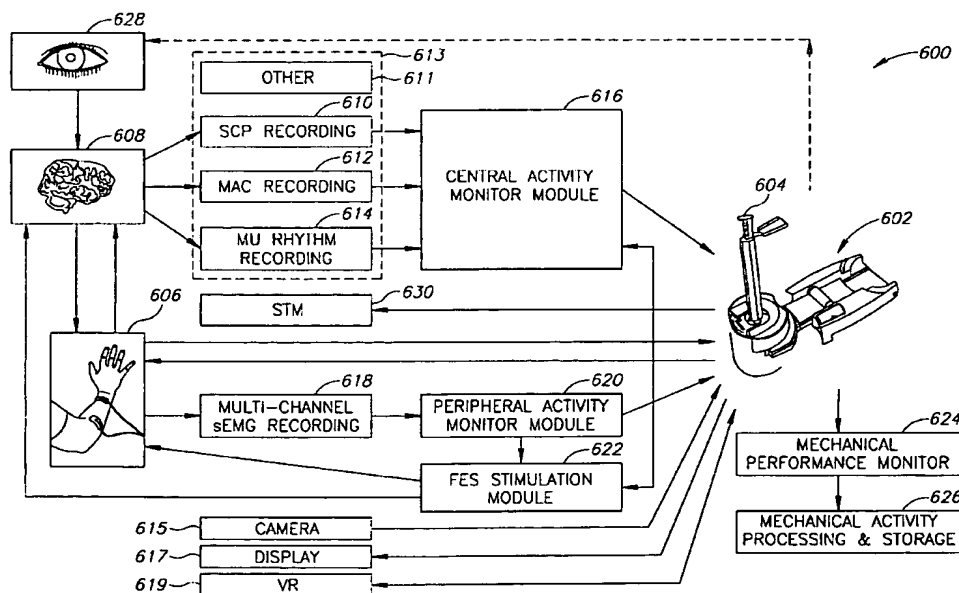 628
613
600
OTHER
611
610
616
608
SCP RECORDING
612
CENTRAL ACTIVITY
MONITOR MODULE
MAC RECORDING
604
614
602
MU RHYTHM
RECORDING
630
606
STM
618
620
MULTI-CHANNEL
sEMG RECORDING
PERIPHERAL ACTIVITY
MONITOR MODULE
624
622
MECHANICAL
PERFORMANCE MONITOR
FES STIMULATION
MODULE
626
615
CAMERA
MECHANICAL ACTIVITY
PROCESSING & STORAGE
617
DISPLAY
619
VR